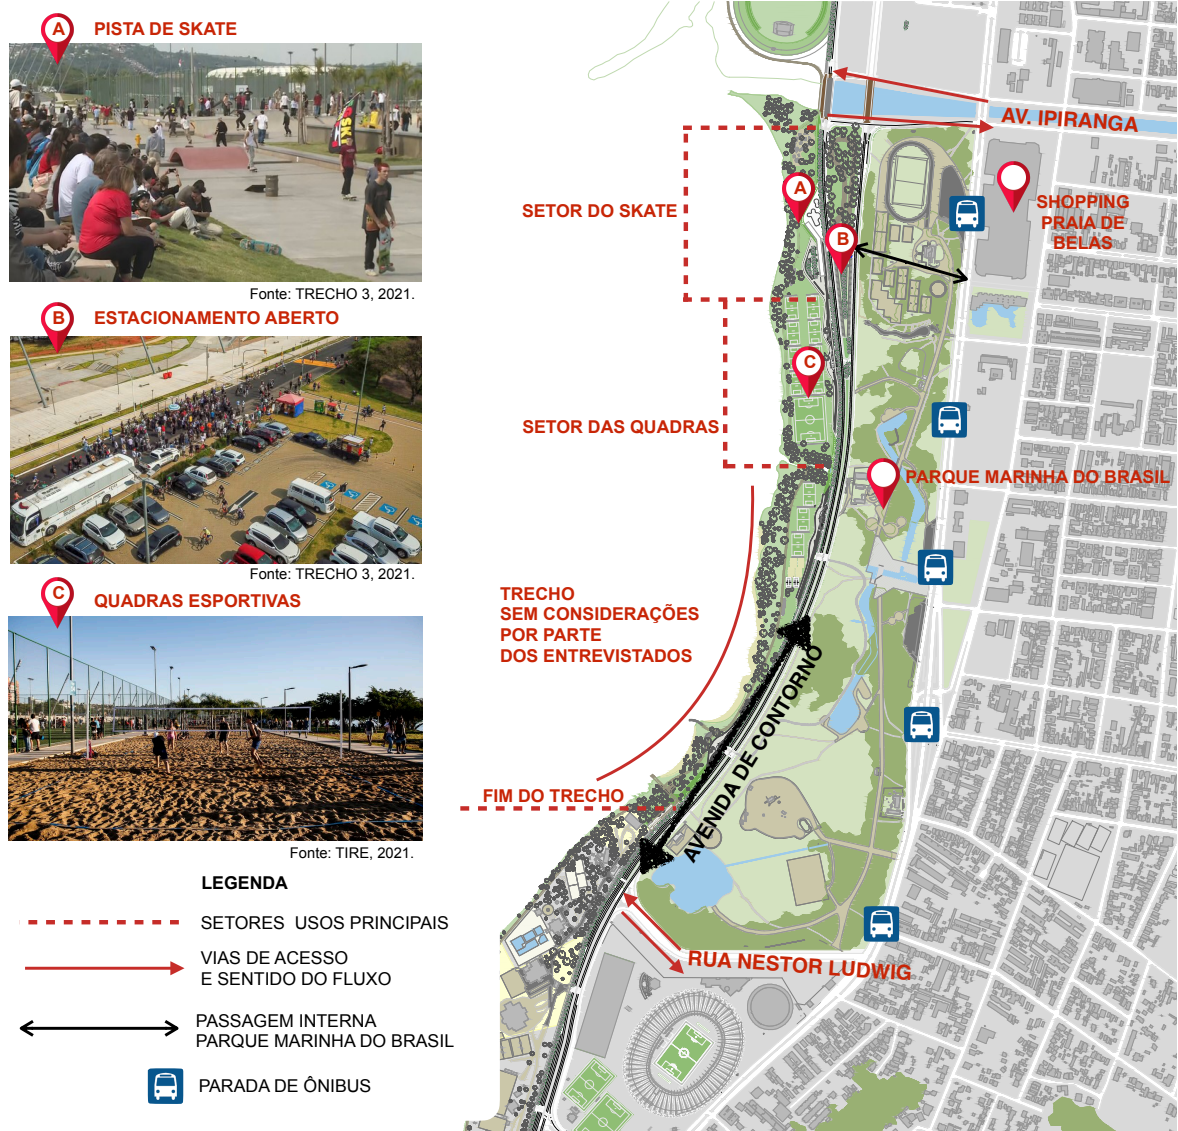 A
PISTA DE SKATE
Fonte: TRECHO 3, 2021.
B
ESTACIONAMENTO ABERTO
Fonte: TRECHO 3, 2021.
C
QUADRAS ESPORTIVAS
Fonte: TIRE, 2021.
LEGENDA
SETORES USOS PRINCIPAIS
VIAS DE ACESSO
E SENTIDO DO FLUXO
PASSAGEM INTERNA
PARQUE MARINHA DO BRASIL
PARADA DE ÔNIBUS
AV. IPIRANGA
A
SETOR DO SKATE
SHOPPING
PRAIA DE
BELAS
B
C
SETOR DAS QUADRAS
PARQUE MARINHA DO BRASIL
TRECHO
SEM CONSIDERAÇÕES
POR PARTE
DOS ENTREVISTADOS
AVENIDA DE CONTORNO
FIM DO TRECHO
RUA NESTOR LUDWIG